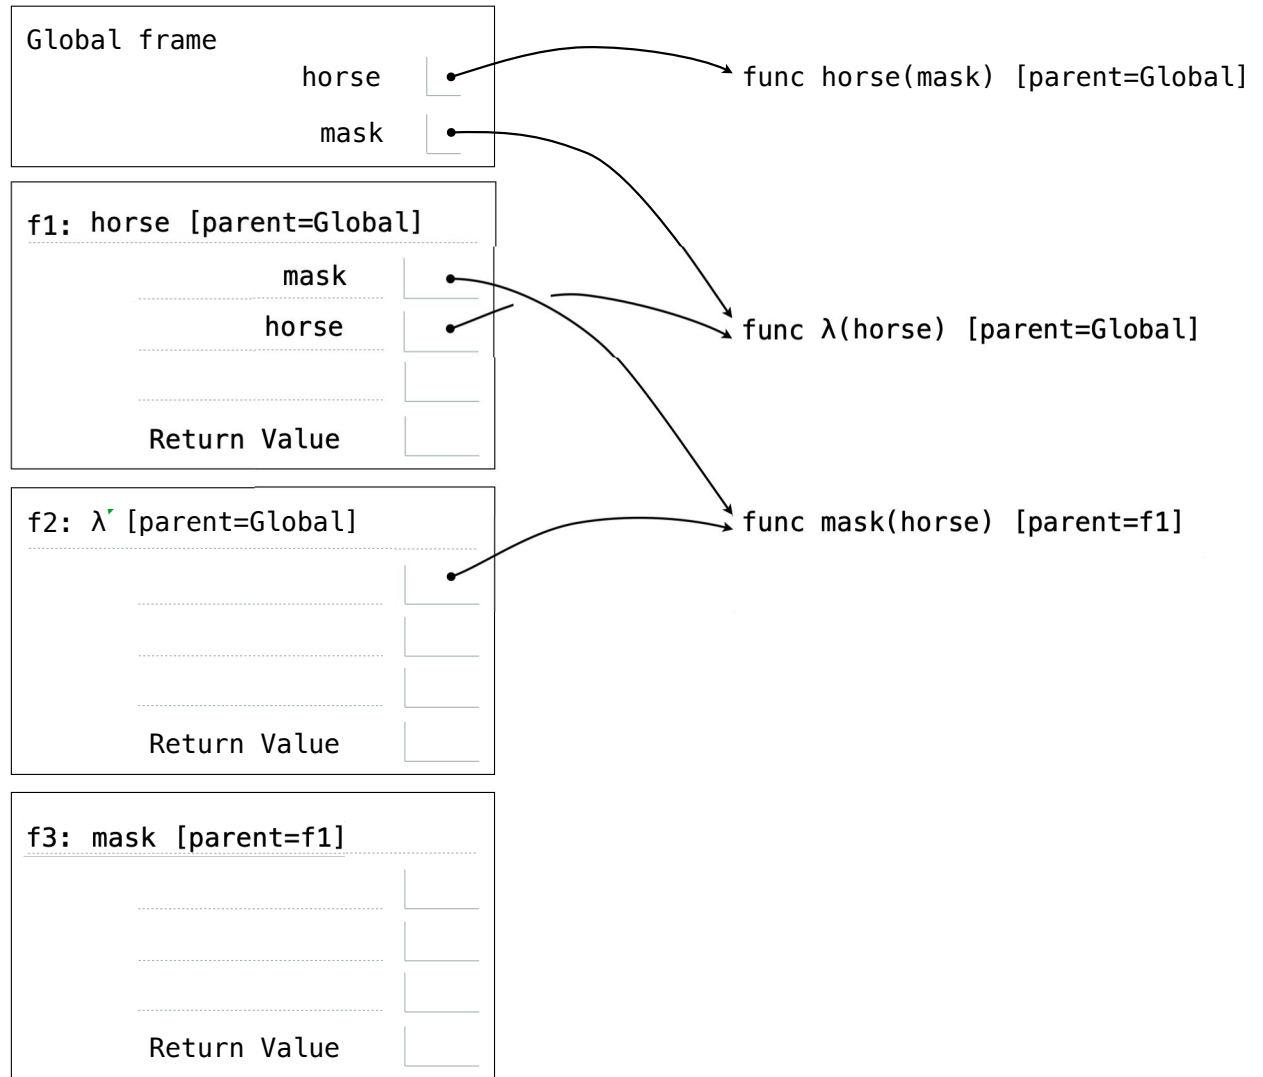 Global frame
horse
func horse(mask) [parent=Global]
mask
f1: horse [parent=Global]
mask
horse
func λ(horse) [parent=Global]
Return Value
f2: λ [parent=Global]
func mask(horse) [parent=f1]
Return Value
f3: mask [parent=f1]
Return Value